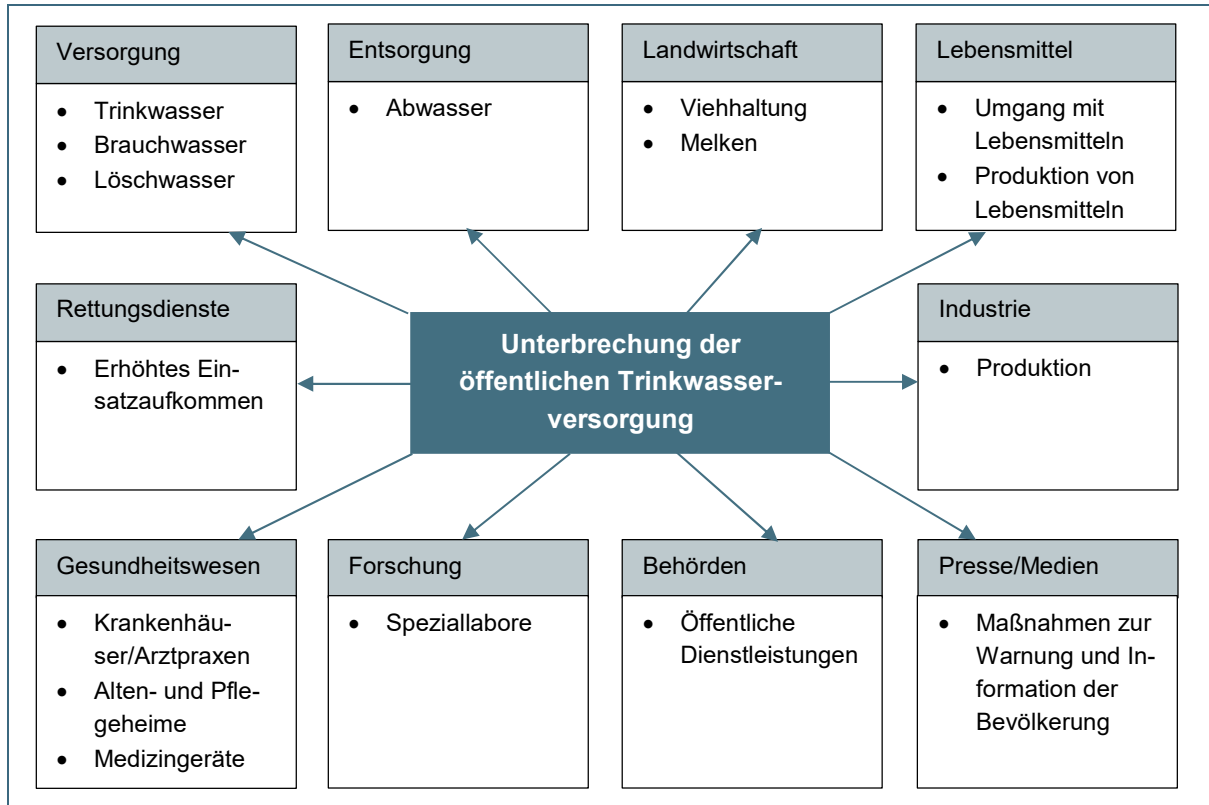 Versorgung
• Trinkwasser
• Brauchwasser
• Löschwasser
Entsorgung
• Abwasser
Landwirtschaft
• Viehhaltung
• Melken
Lebensmittel
• Umgang mit
Lebensmitteln
• Produktion von
Lebensmitteln
Rettungsdienste
• Erhöhtes Ein-
satzaufkommen
Unterbrechung der
öffentlichen Trinkwasser-
versorgung
Industrie
• Produktion
Gesundheitswesen
• Krankenhäu-
ser/Arztpraxen
• Alten- und Pfle-
geheime
• Medizingeräte
Forschung
• Speziallabore
Behörden
• Öffentliche
Dienstleistungen
Presse/Medien
• Maßnahmen zur
Warnung und In-
formation der
Bevölkerung